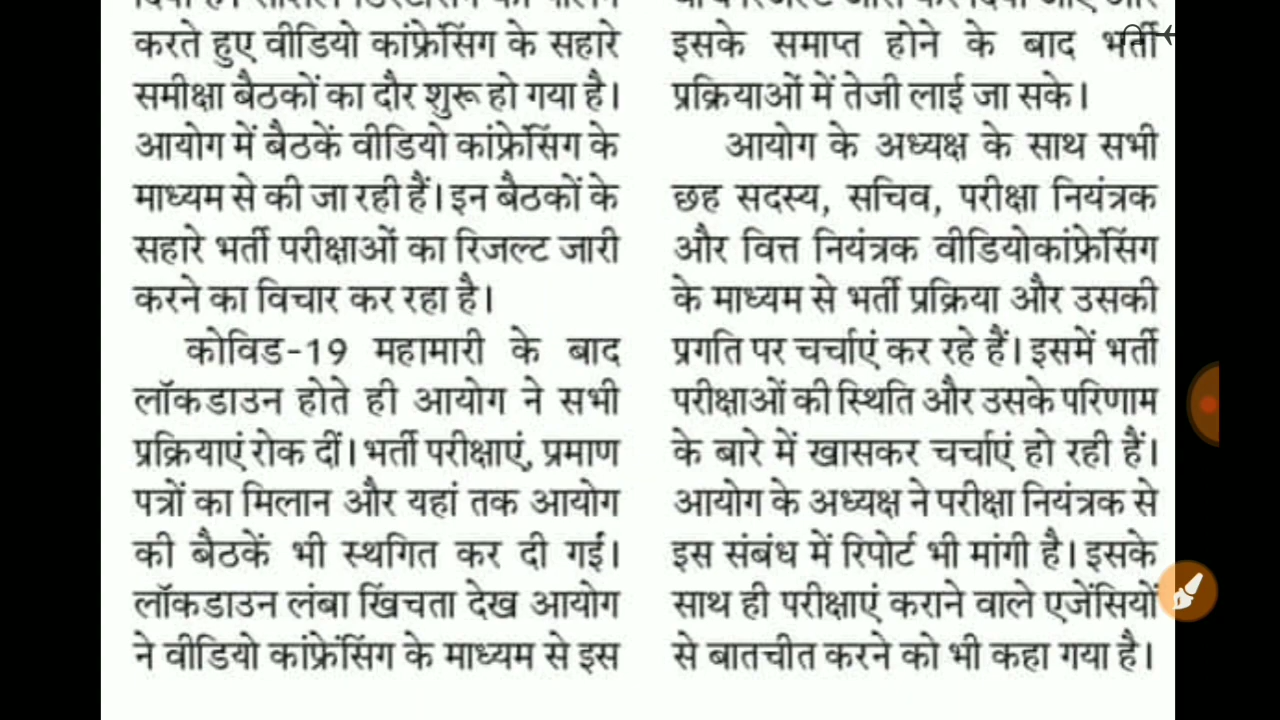 करते हुए वीडियो कांफ्रेंसिंग के सहारे
समीक्षा बैठकों का दौर शुरू हो गया है।
आयोग में बैठकें वीडियो कांफ्रेंसिंग के
माध्यम से की जा रही हैं। इन बैठकों के
सहारे भर्ती परीक्षाओं का रिजल्ट जारी
करने का विचार कर रहा है।
कोविड-19 महामारी के बाद
लॉकडाउन होते ही आयोग ने सभी
प्रक्रियाएं रोक दीं। भर्ती परीक्षाएं, प्रमाण
पत्रों का मिलान और यहां तक आयोग
की बैठकें भी स्थगित कर दी गईं।
लॉकडाउन लंबा खिंचता देख आयोग
ने वीडियो कांफ्रेंसिंग के माध्यम से इस
इसके समाप्त होने के बाद भर्ती
प्रक्रियाओं में तेजी लाई जा सके।
आयोग के अध्यक्ष के साथ सभी
छह सदस्य, सचिव, परीक्षा नियंत्रक
और वित्त नियंत्रक वीडियोकांफ्रेंसिंग
के माध्यम से भर्ती प्रक्रिया और उसकी
प्रगति पर चर्चाएं कर रहे हैं। इसमें भर्ती
परीक्षाओं की स्थिति और उसके परिणाम
के बारे में खासकर चर्चाएं हो रही हैं।
आयोग के अध्यक्ष ने परीक्षा नियंत्रक से
इस संबंध में रिपोर्ट भी मांगी है। इसके
साथ ही परीक्षाएं कराने वाले एजेंसियों
से बातचीत करने को भी कहा गया है।